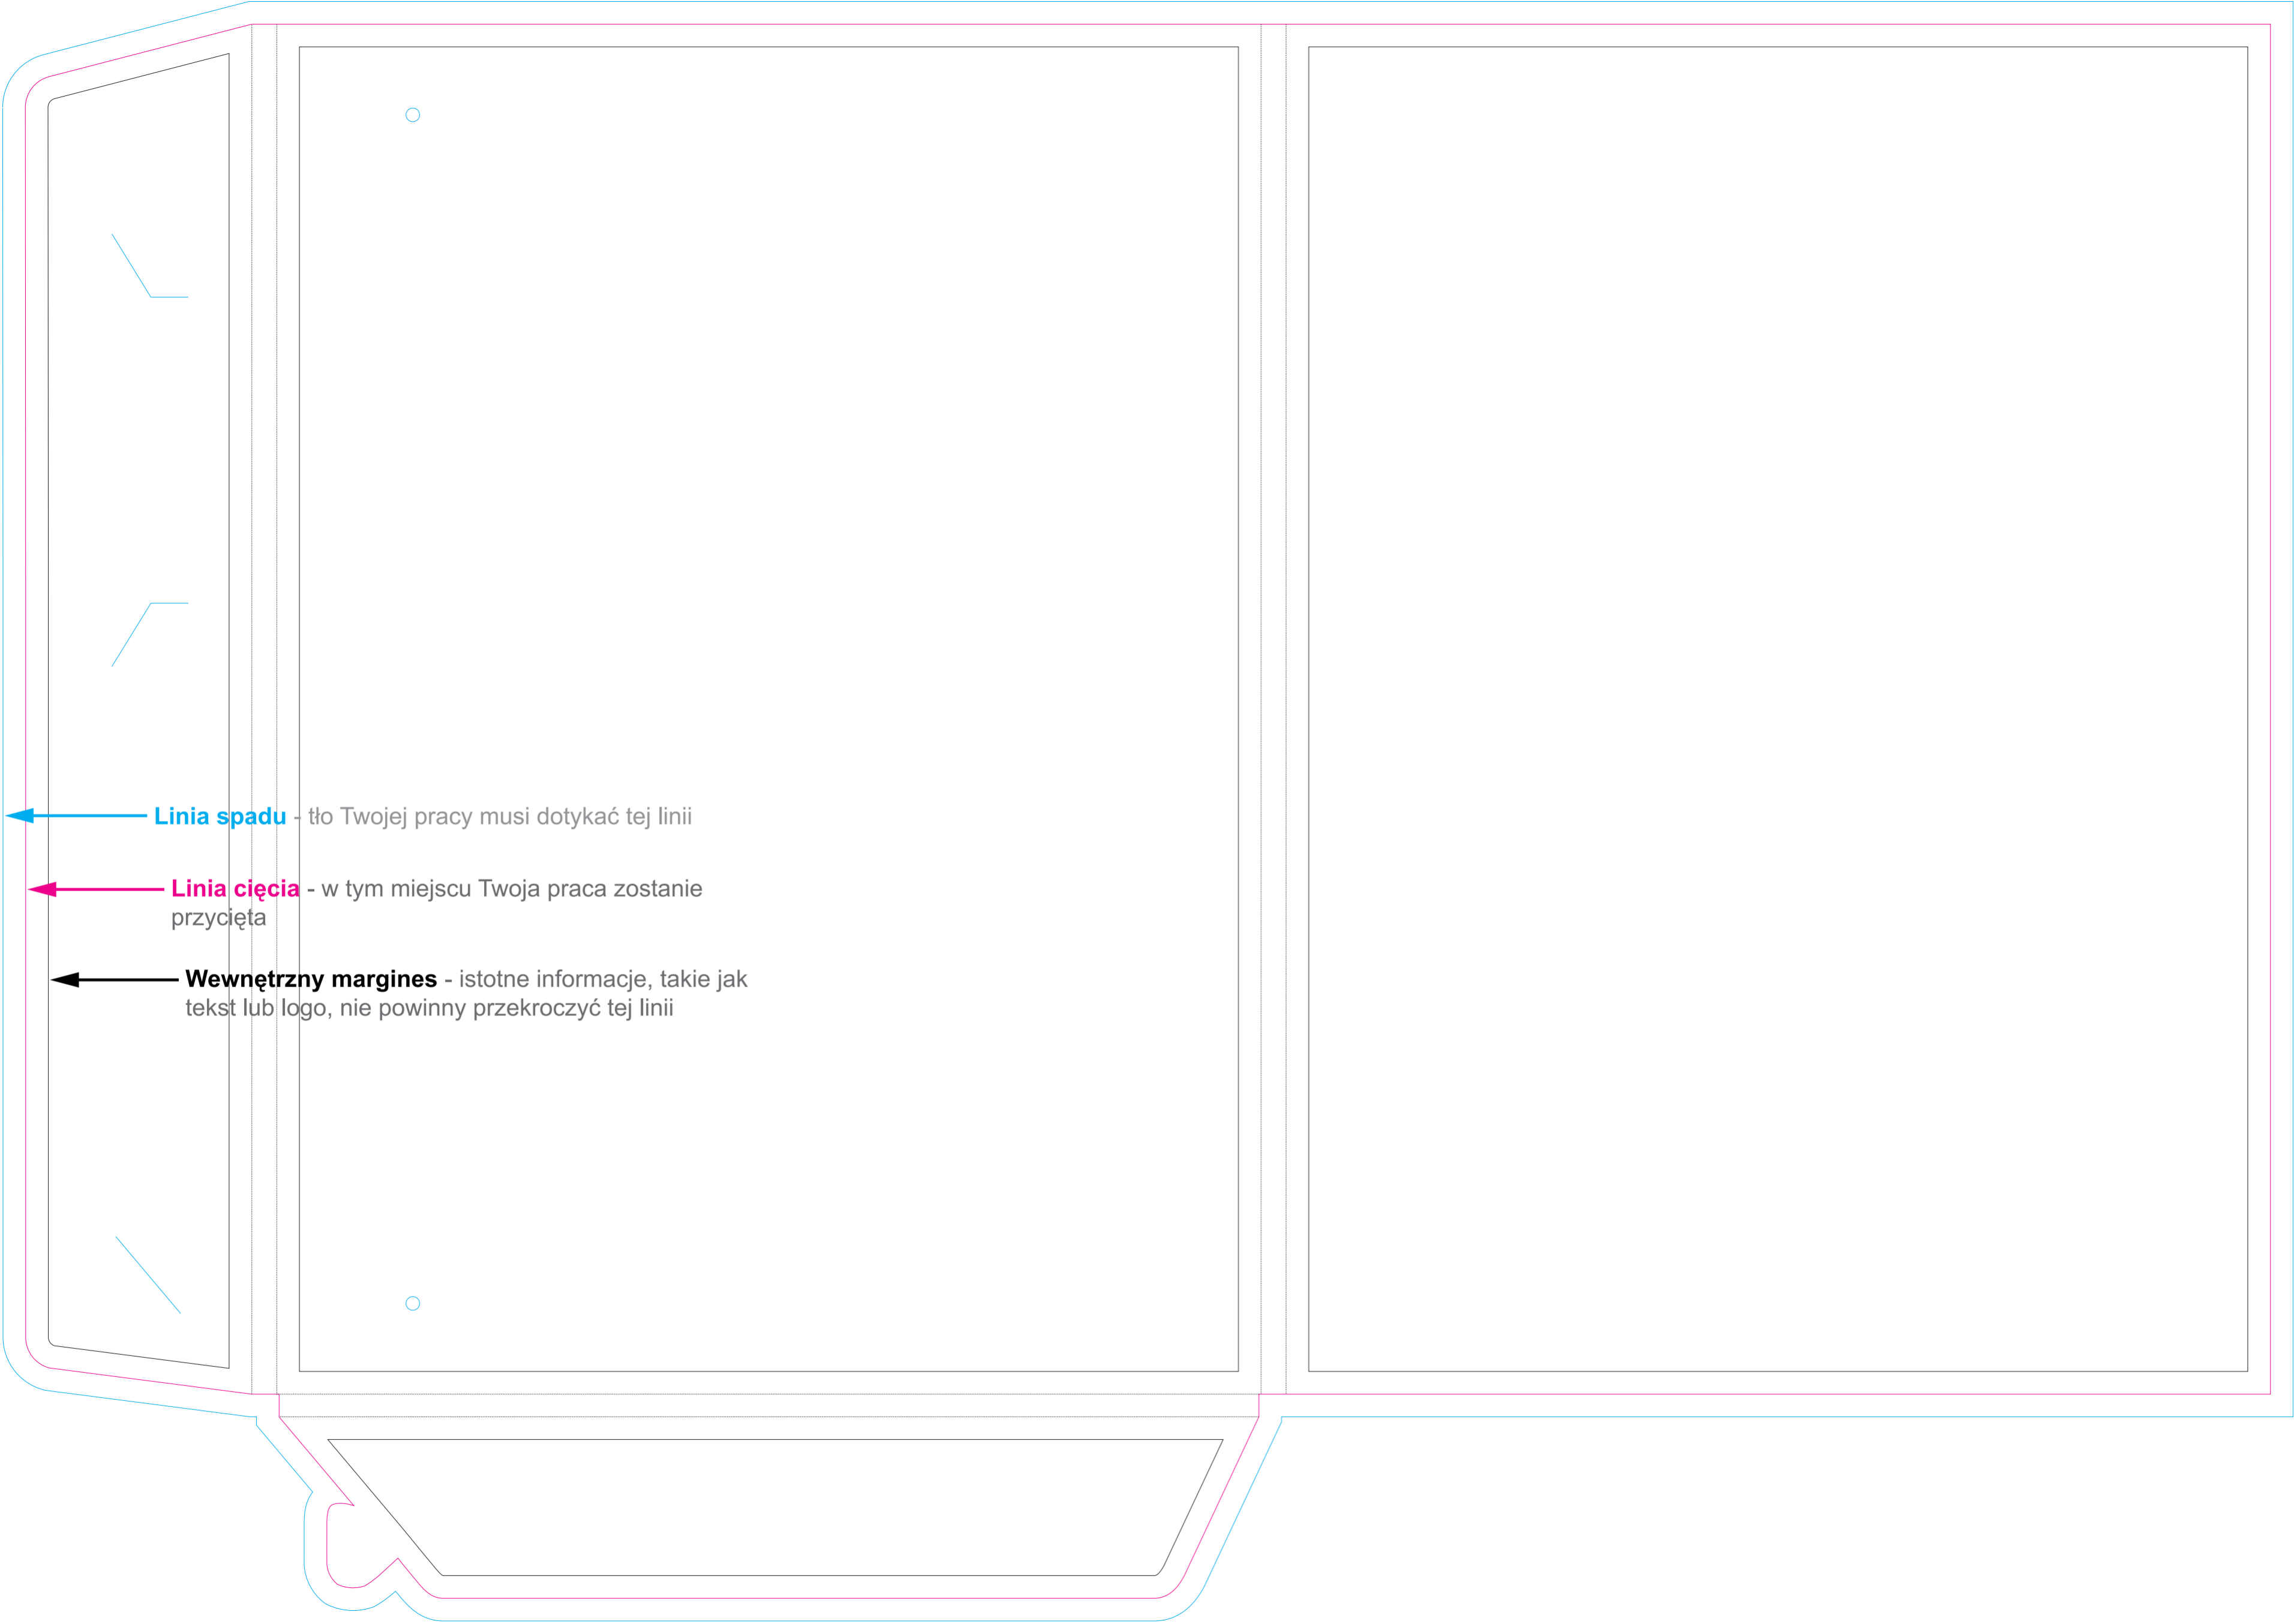 Linia spadu - tło Twojej pracy musi dotykać tej linii
Linia cięcia - w tym miejscu Twoja praca zostanie
przycięta
Wewnętrzny margines - istotne informacje, takie jak
tekst lub logo, nie powinny przekroczyć tej linii